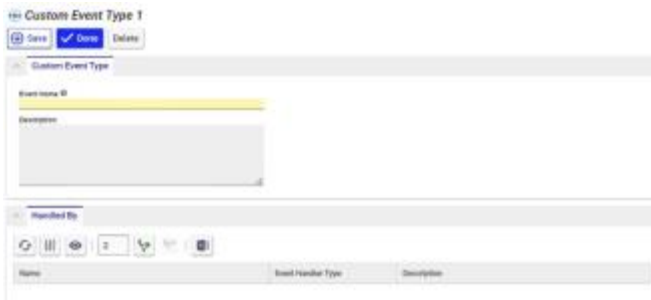 Custom Event Type 1
Save Done Delete
Custom Event Type
Event Name
Description
Handled By
2
Name Event Handler Type Description